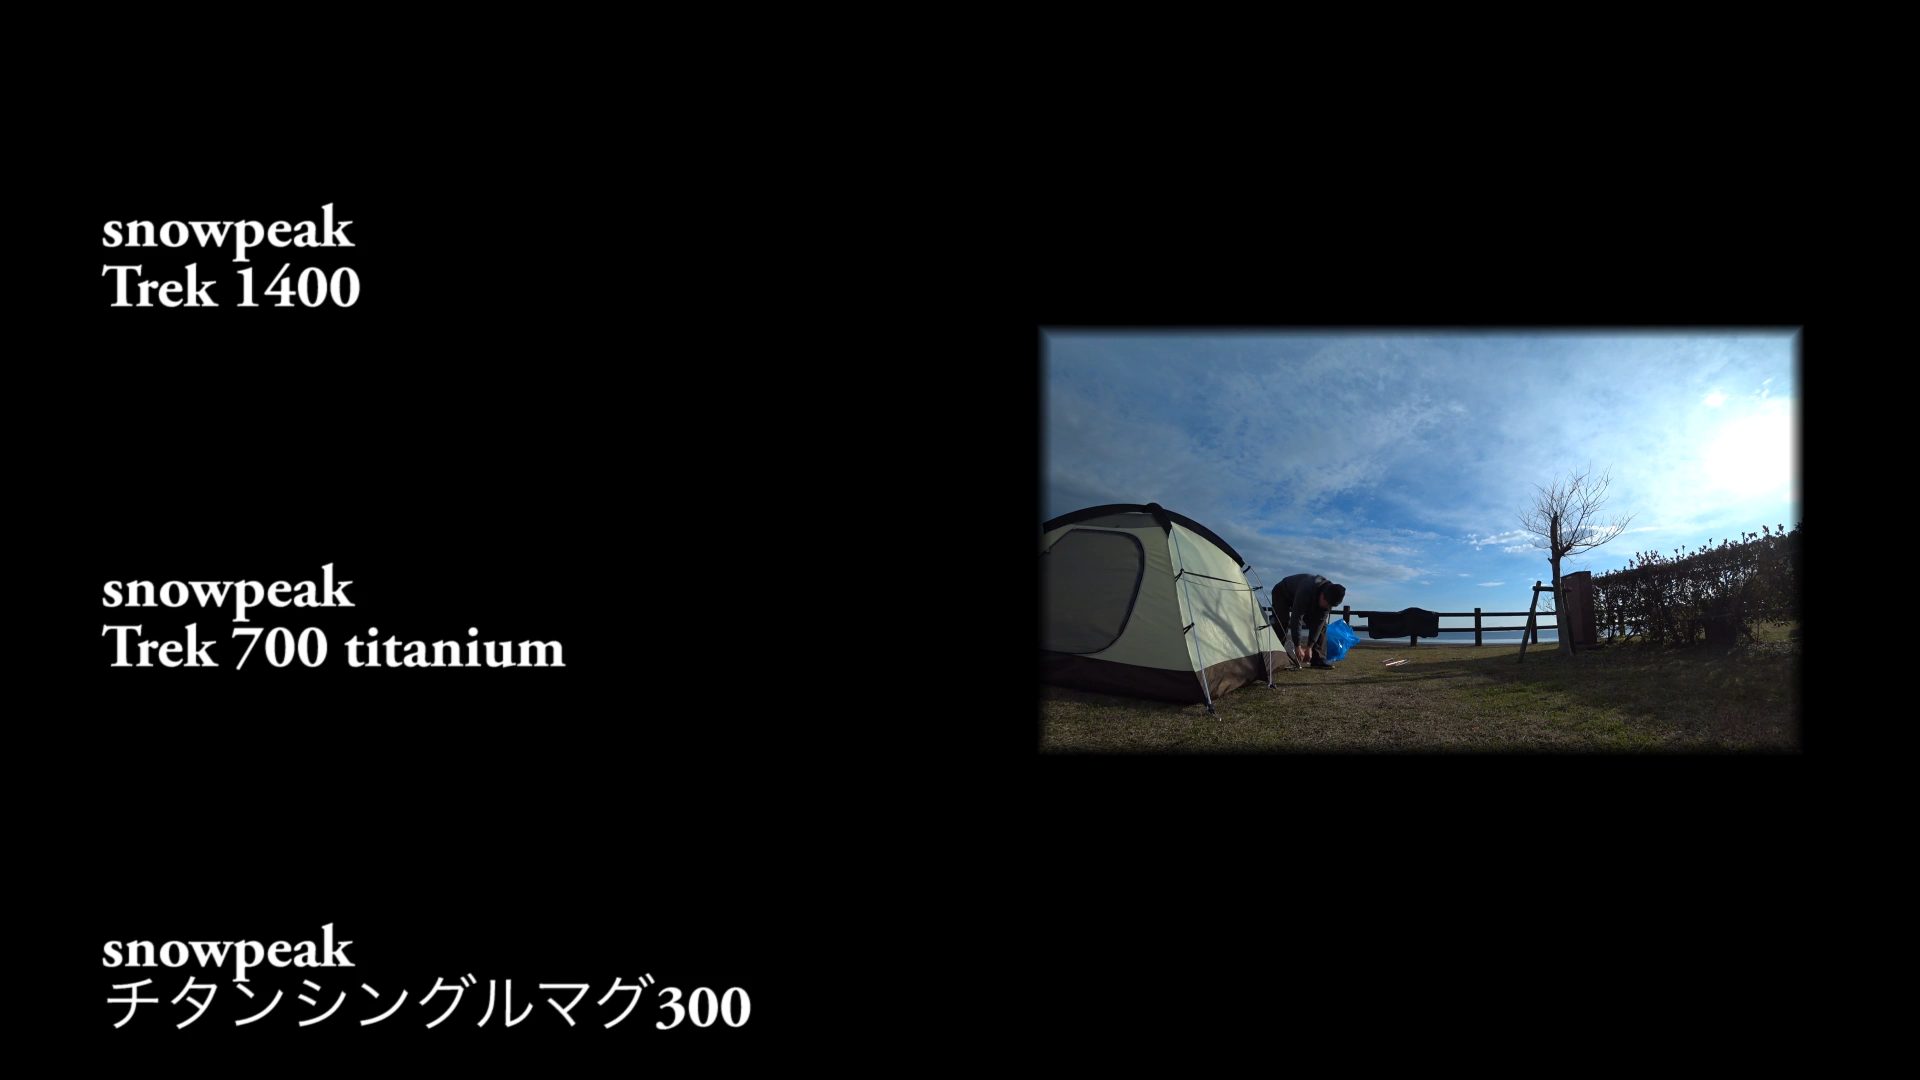 snowpeak
Trek 1400
snowpeak
Trek 700 titanium
snowpeak
チタンシングルマグ300